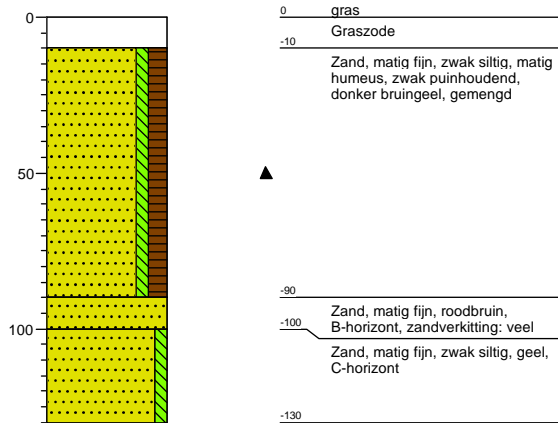 0
50
100
0
gras
Graszode
-10
Zand, matig fijn, zwak siltig, matig
humeus, zwak puinhoudend,
donker bruingeel, gemengd
-90
Zand, matig fijn, roodbruin,
B-horizont, zandverkitting: veel
-100
Zand, matig fijn, zwak siltig, geel,
C-horizont
-130